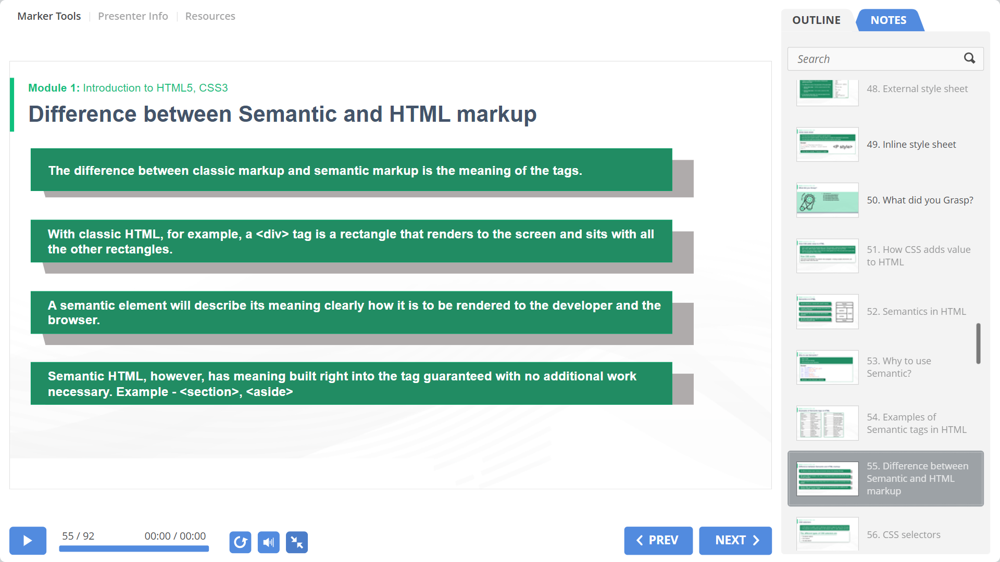 Marker Tools
Presenter Info
Resources
OUTLINE
NOTES
Search
Module 1: Introduction to HTML5, CSS3
Difference between Semantic and HTML markup
The difference between classic markup and semantic markup is the meaning of the tags.
With classic HTML, for example, a <div> tag is a rectangle that renders to the screen and sits with all
the other rectangles.
A semantic element will describe its meaning clearly how it is to be rendered to the developer and the
browser.
Semantic HTML, however, has meaning built right into the tag guaranteed with no additional work
necessary. Example - <section>, <aside>
48. External style sheet
<P style>
49. Inline style sheet
50. What did you Grasp?
51. How CSS adds value
to HTML
52. Semantics in HTML
53. Why to use
Semantic?
54. Examples of
Semantic tags in HTML
55. Difference between
Semantic and HTML
markup
56. CSS selectors
55 / 92
00:00 / 00:00
PREV
NEXT